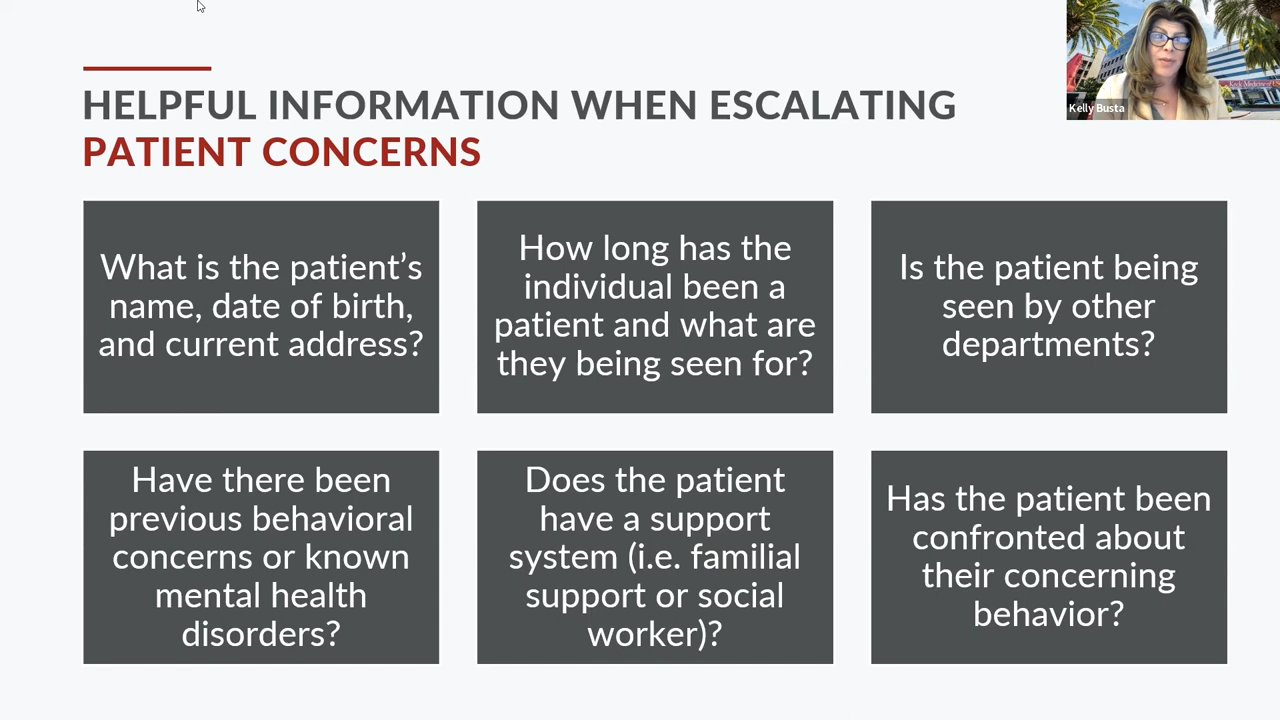 HELPFUL INFORMATION WHEN ESCALATING
PATIENT CONCERNS
Kelly Busta
What is the patient’s
name, date of birth,
and current address?
How long has the
individual been a
patient and what are
they being seen for?
Is the patient being
seen by other
departments?
Have there been
previous behavioral
concerns or known
mental health
disorders?
Does the patient
have a support
system (i.e. familial
support or social
worker)?
Has the patient been
confronted about
their concerning
behavior?